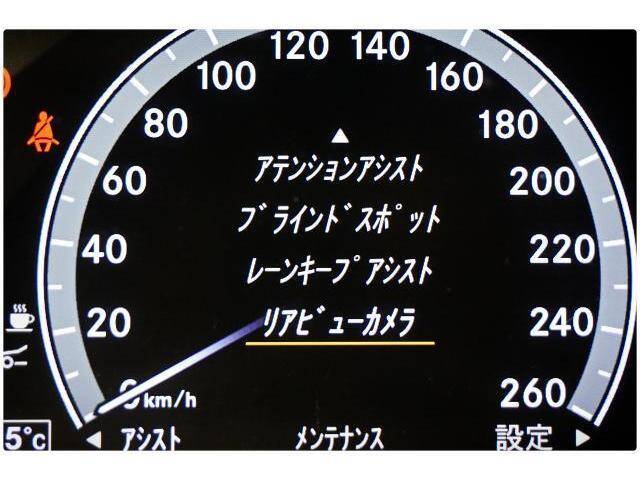 120 140
100 160
80 180
60 200
40 220
20 240
0 km/h 260
▲
アテンションアシスト
ブラインドスポット
レーンキープアシスト
リアビューカメラ
5°C
◀ アシスト メンテナンス 設定 ▶